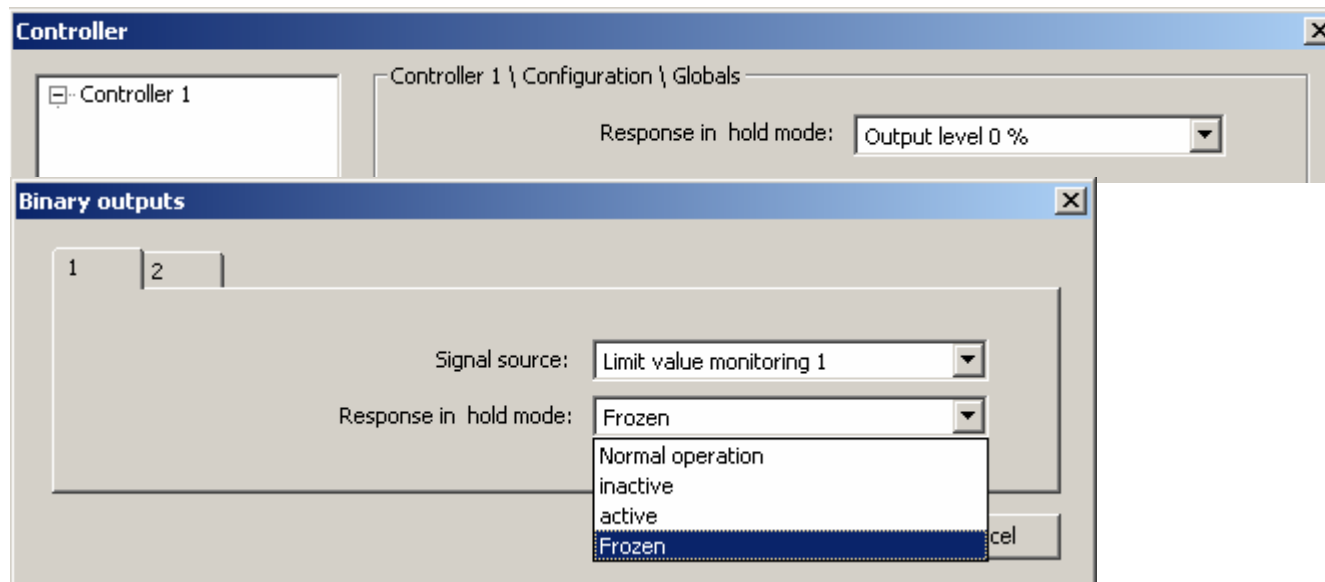 Controller
Controller 1
Controller 1 \ Configuration \ Globals
Response in hold mode: Output level 0 %
Binary outputs
1 2
Signal source: Limit value monitoring 1
Response in hold mode: Frozen
Normal operation
inactive
active
Frozen
cel